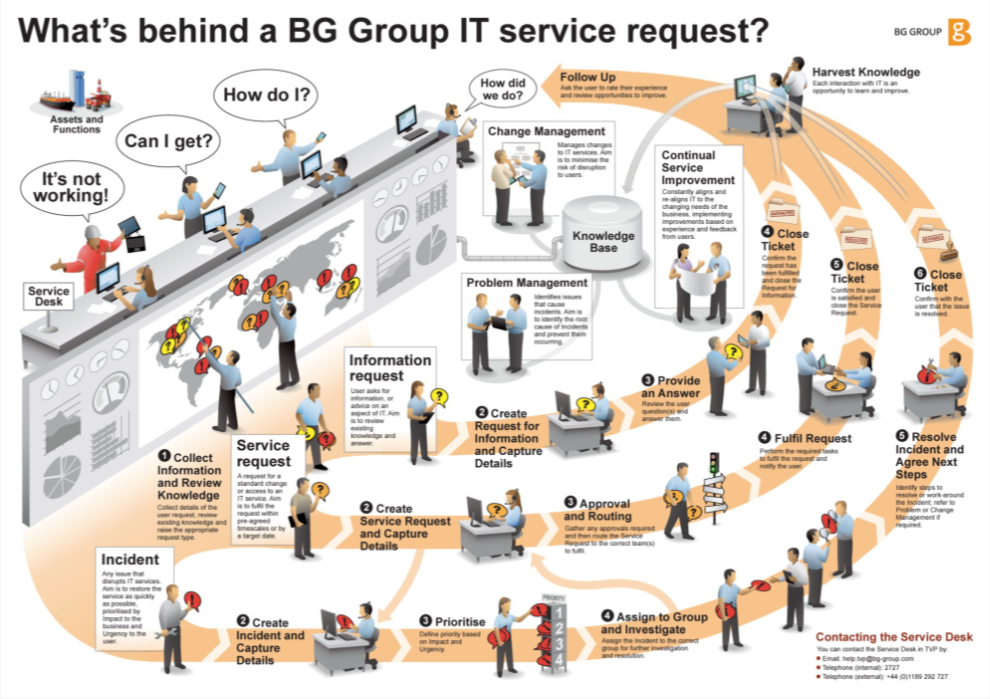 What's behind a BG Group IT service request?
BG GROUP
Assets and
Functions
It's not
working!
Can I get?
How do I?
How did
we do?
Service
Desk
Follow Up
Ask the user to rate their experience
and review opportunities to improve.
Harvest Knowledge
Each interaction with IT is an
opportunity to learn and improve.
Change Management
Manages changes
to IT services. Aim
is to minimise the
risk of disruption
to users.
Continual
Service
Improvement
Constantly aligns and
re-aligns IT to the
changing needs of the
business, implementing
improvements based on
experience and feedback
from users.
Knowledge
Base
Problem Management
Identifies issues
that cause
incidents. Aim is
to identify the root
cause of Incidents
and prevent them
occurring.
1 Collect
Information
and Review
Knowledge
Collect details of the
user request, review
existing knowledge and
raise the appropriate
request type.
Information
request
User asks for
information, or
advice on an
aspect of IT. Aim
is to review
existing
knowledge and
answer.
2 Create
Request for
Information
and Capture
Details
3 Provide
an Answer
Review the user
question(s) and
answer them.
4 Close
Ticket
Confirm the
request has
been fulfilled
and close the
Request for
Information.
Service
request
A request for a
standard change
or access to an
IT service. Aim
is to fulfil the
request within
pre-agreed
timescales or by
a target date.
2 Create
Service Request
and Capture
Details
3 Approval
and Routing
Gather any approvals required
and then route the Service
Request to the correct team(s)
to fulfil.
4 Fulfil Request
Perform the required tasks
to fulfil the request and
notify the user.
5 Close
Ticket
Confirm the user
is satisfied and
close the Service
Request.
Incident
Any issue that
disrupts IT services.
Aim is to restore the
service as quickly
as possible,
prioritised by
Impact to the
business and
Urgency to the
user.
2 Create
Incident and
Capture
Details
3 Prioritise
Define priority based
on Impact and
Urgency.
PRIORITY
1
2
3
4
4 Assign to Group
and Investigate
Assign the Incident to the correct
group for further investigation
and resolution.
5 Resolve
Incident and
Agree Next
Steps
Identify steps to
resolve or work-around
the Incident; refer to
Problem or Change
Management if
required.
6 Close
Ticket
Confirm with the
user that the issue
is resolved.
Contacting the Service Desk
You can contact the Service Desk in TVP by:
• Email: help.tvp@bg-group.com
• Telephone (internal): 2727
• Telephone (external): +44 (0)1189 292 727